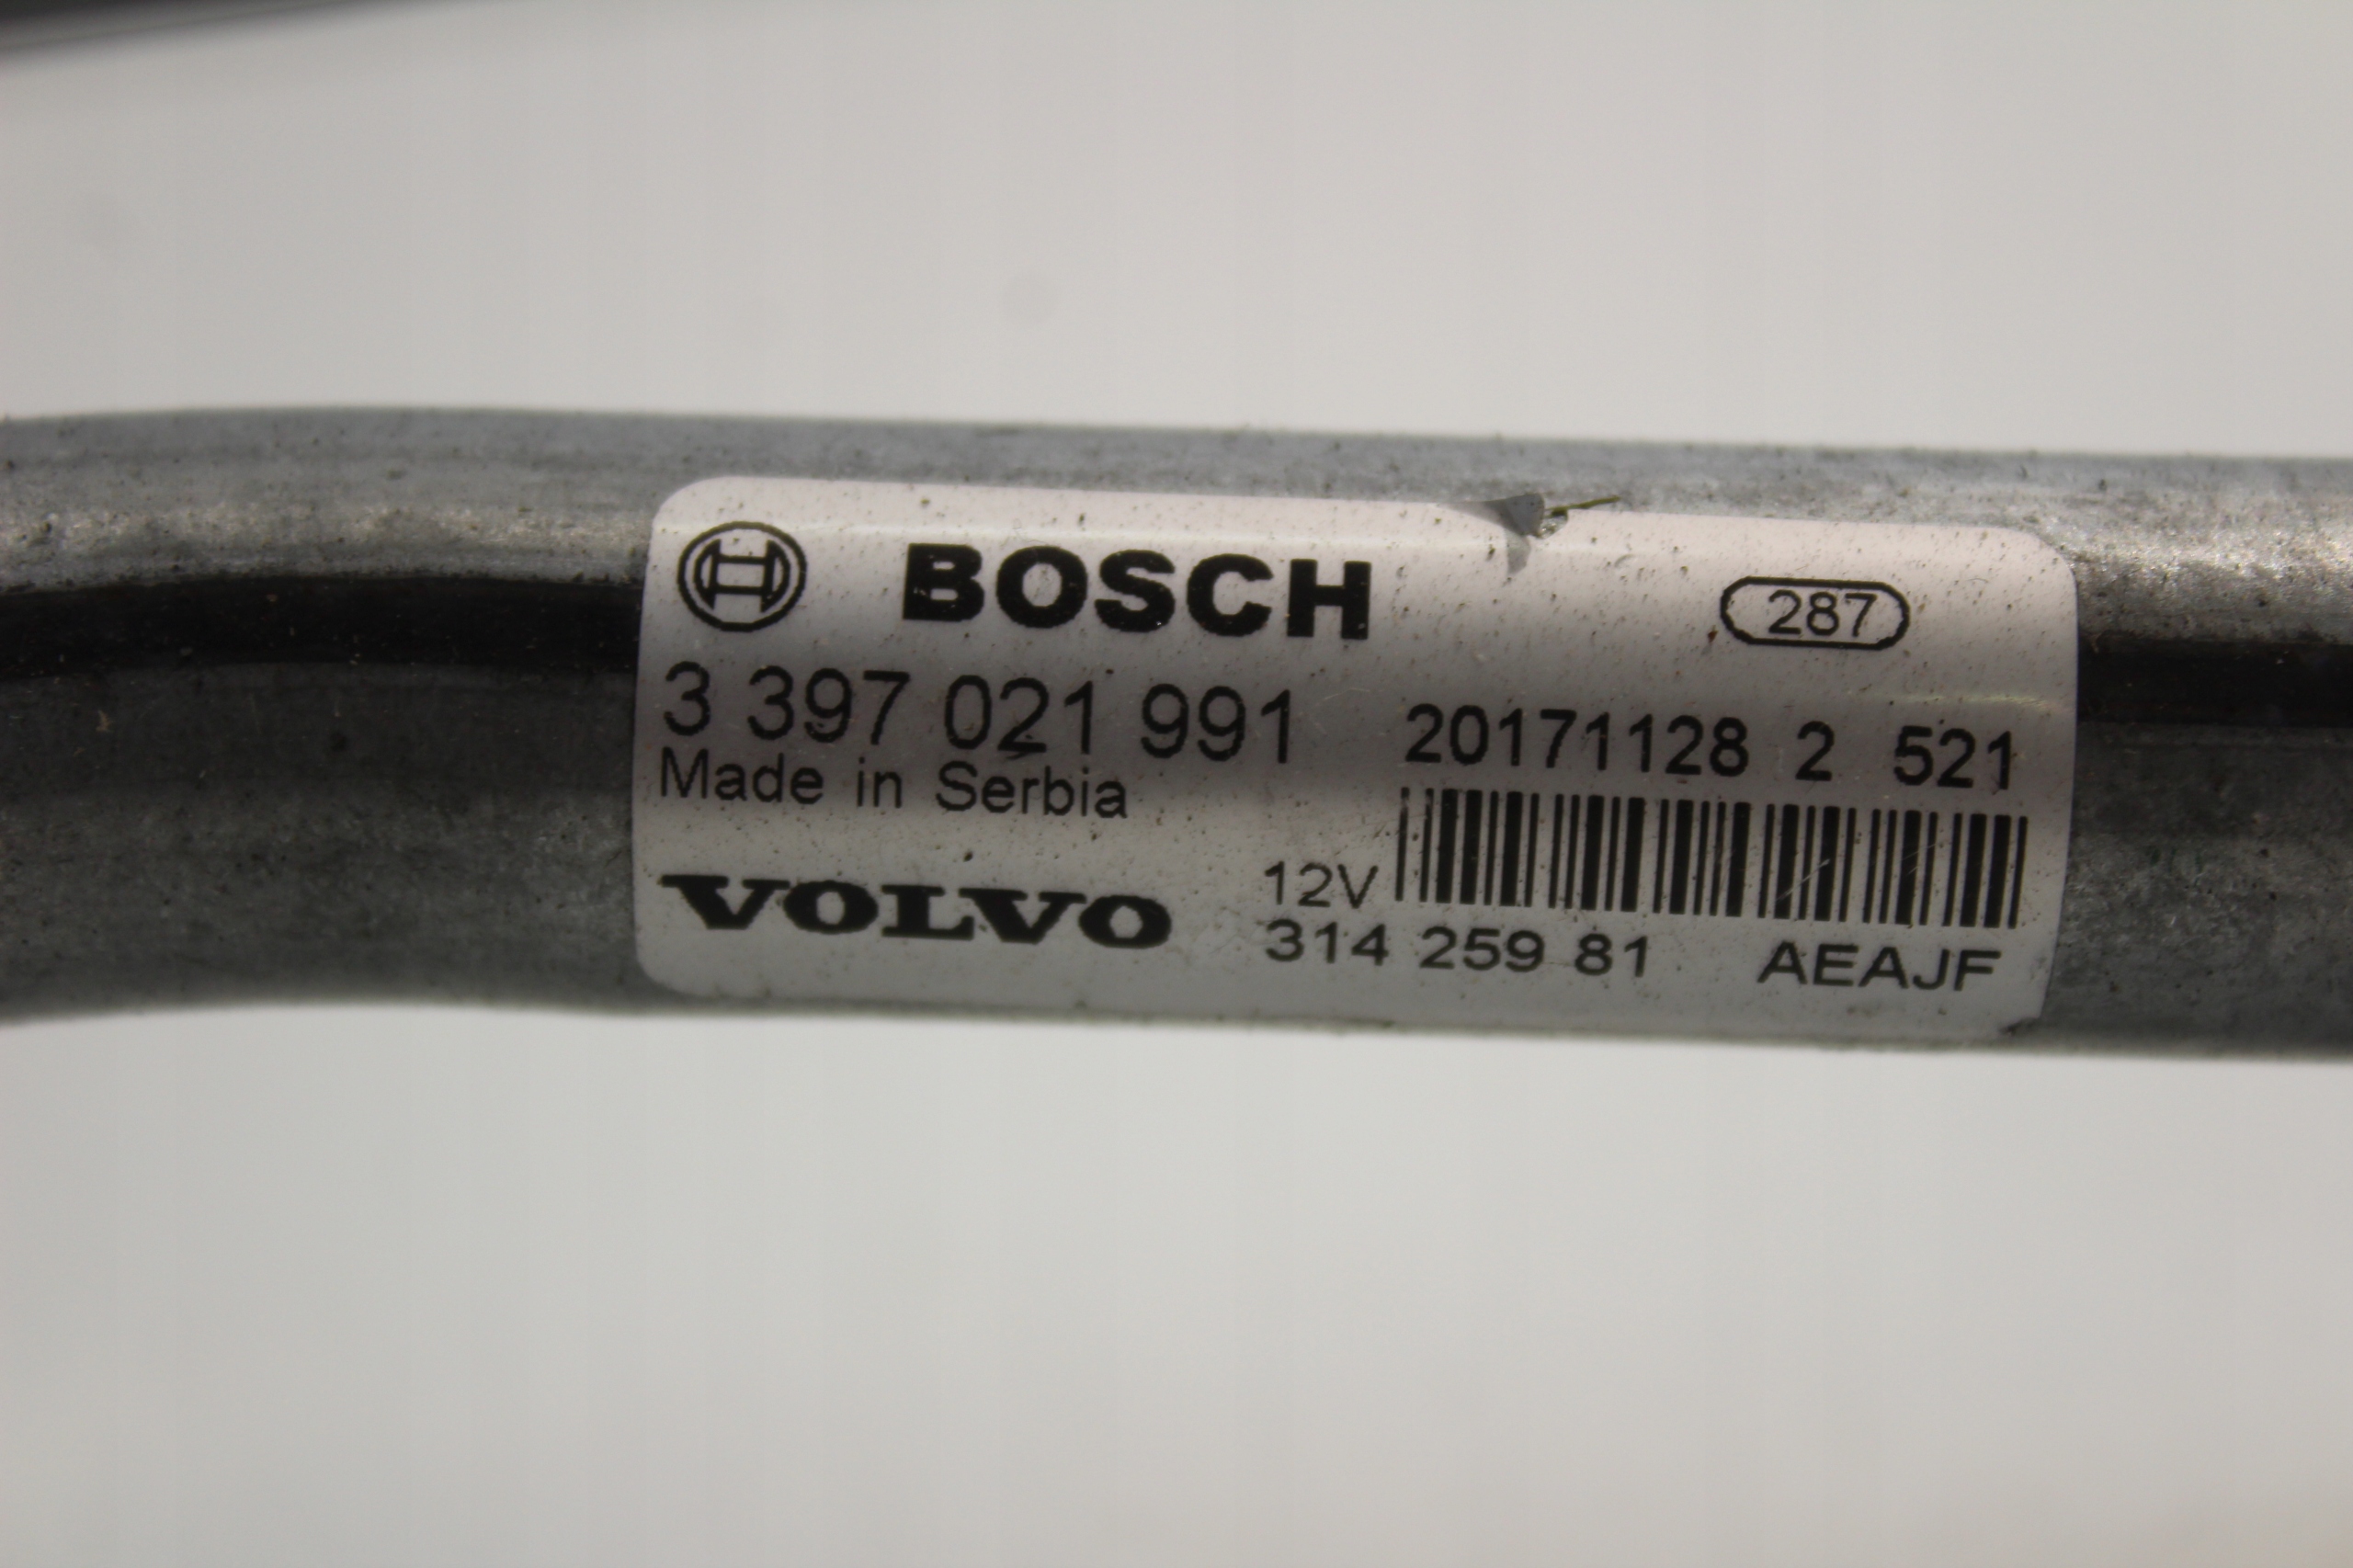 BOSCH 287
3 397 021 991 20171128 2 521
Made in Serbia
VOLVO 12V
314 259 81 AEAJF